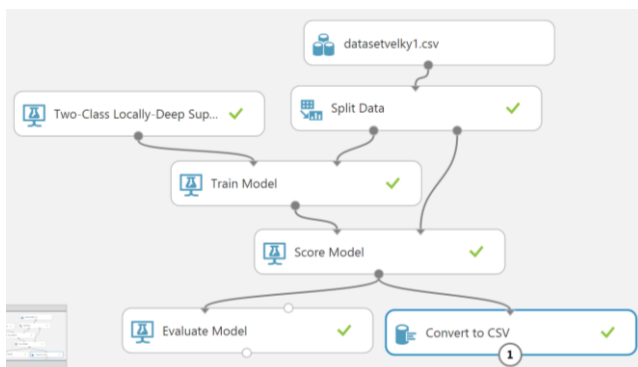 datasetvelky1.csv
Split Data
Two-Class Locally-Deep Sup...
Train Model
Score Model
Evaluate Model
Convert to CSV
1